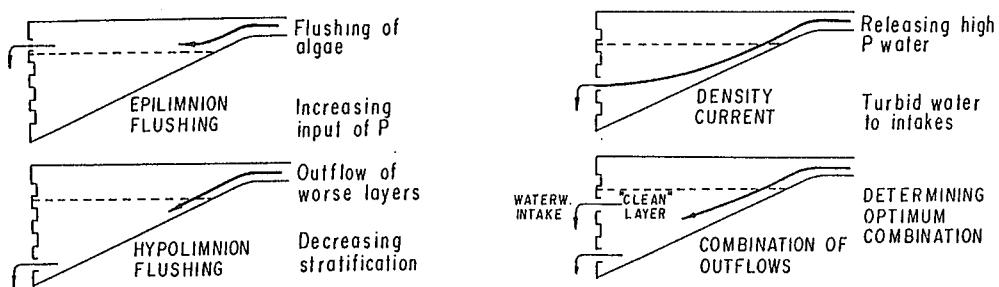 Flushing of
algae
EPILIMNION
FLUSHING
Increasing
input of P
Releasing high
P water
DENSITY
CURRENT
Turbid water
to intakes
Outflow of
worse layers
HYPOLIMNION
FLUSHING
Decreasing
stratification
WATERW.
INTAKE
"CLEAN"
LAYER
COMBINATION OF
OUTFLOWS
DETERMINING
OPTIMUM
COMBINATION